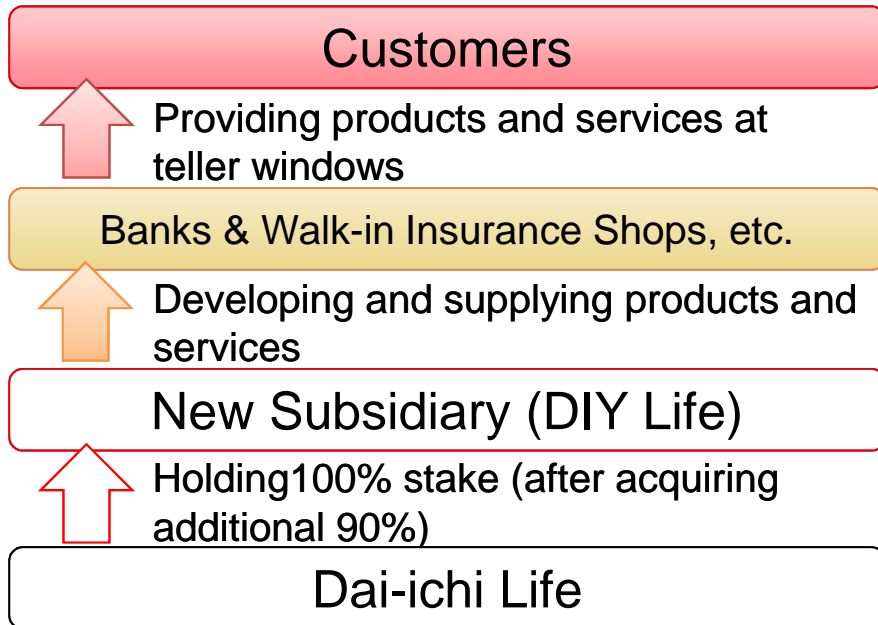 Customers
Providing products and services at
teller windows
Banks & Walk-in Insurance Shops, etc.
Developing and supplying products and
services
New Subsidiary (DIY Life)
Holding100% stake (after acquiring
additional 90%)
Dai-ichi Life